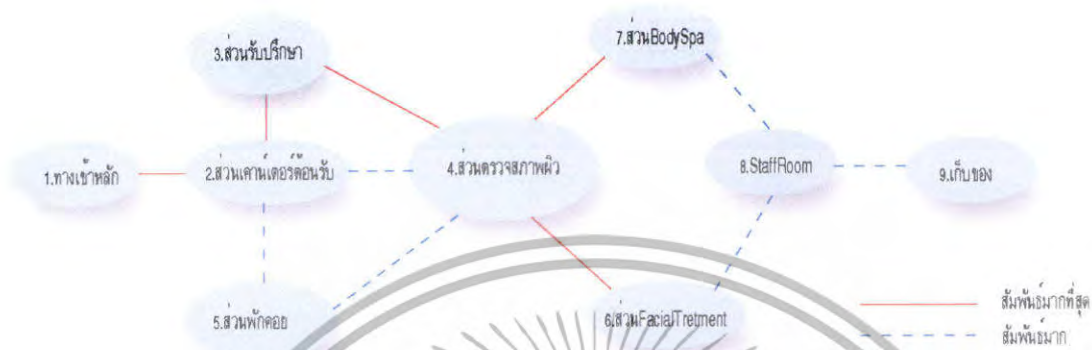 3.ส่วนรับปรึกษา
7.ส่วนBodySpa
1.ทางเข้าหลัก
2.ส่วนเคาน์เตอร์ต้อนรับ
4.ส่วนตรวจสภาพผิว
8.StaffRoom
9.เก็บของ
5.ส่วนพักคอย
6.ส่วนFacialTretment
สัมพันธ์มากที่สุด
สัมพันธ์มาก